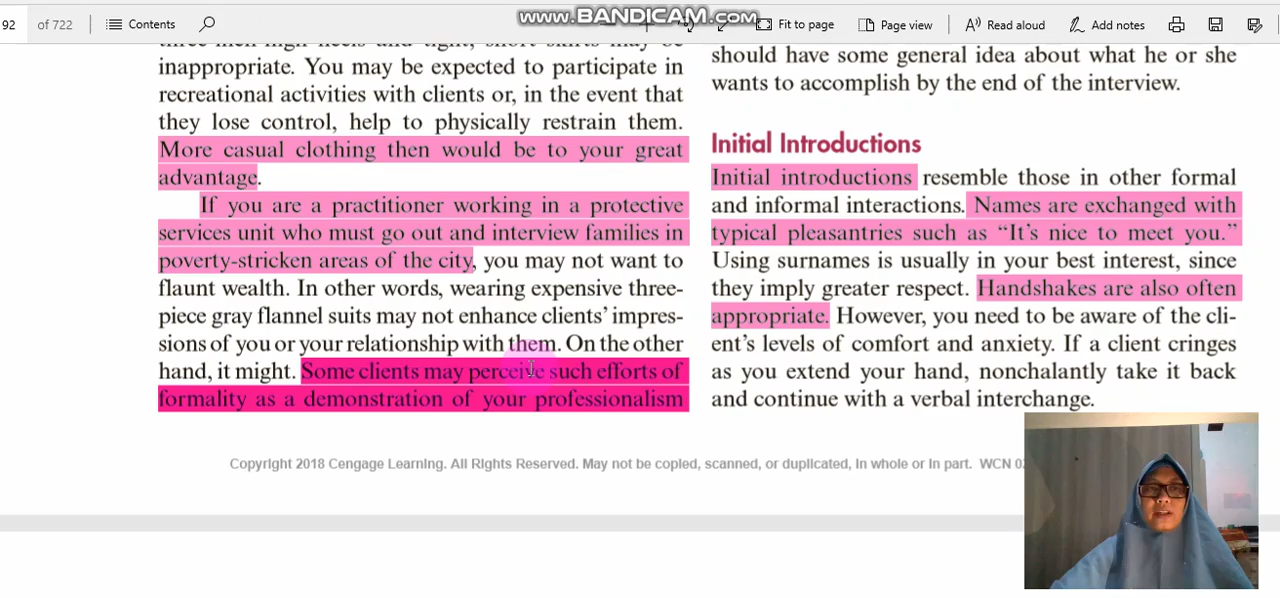 92 of 722 Contents Fit to page Page view Read aloud Add notes
www.BANDICAM.com
inappropriate. You may be expected to participate in
recreational activities with clients or, in the event that
they lose control, help to physically restrain them.
More casual clothing then would be to your great
advantage.
If you are a practitioner working in a protective
services unit who must go out and interview families in
poverty-stricken areas of the city, you may not want to
flaunt wealth. In other words, wearing expensive three-
piece gray flannel suits may not enhance clients' impres-
sions of you or your relationship with them. On the other
hand, it might. Some clients may perceive such efforts of
formality as a demonstration of your professionalism
should have some general idea about what he or she
wants to accomplish by the end of the interview.
Initial Introductions
Initial introductions resemble those in other formal
and informal interactions. Names are exchanged with
typical pleasantries such as “It’s nice to meet you.”
Using surnames is usually in your best interest, since
they imply greater respect. Handshakes are also often
appropriate. However, you need to be aware of the cli-
ent’s levels of comfort and anxiety. If a client cringes
as you extend your hand, nonchalantly take it back
and continue with a verbal interchange.
Copyright 2018 Cengage Learning. All Rights Reserved. May not be copied, scanned, or duplicated, in whole or in part. WCN